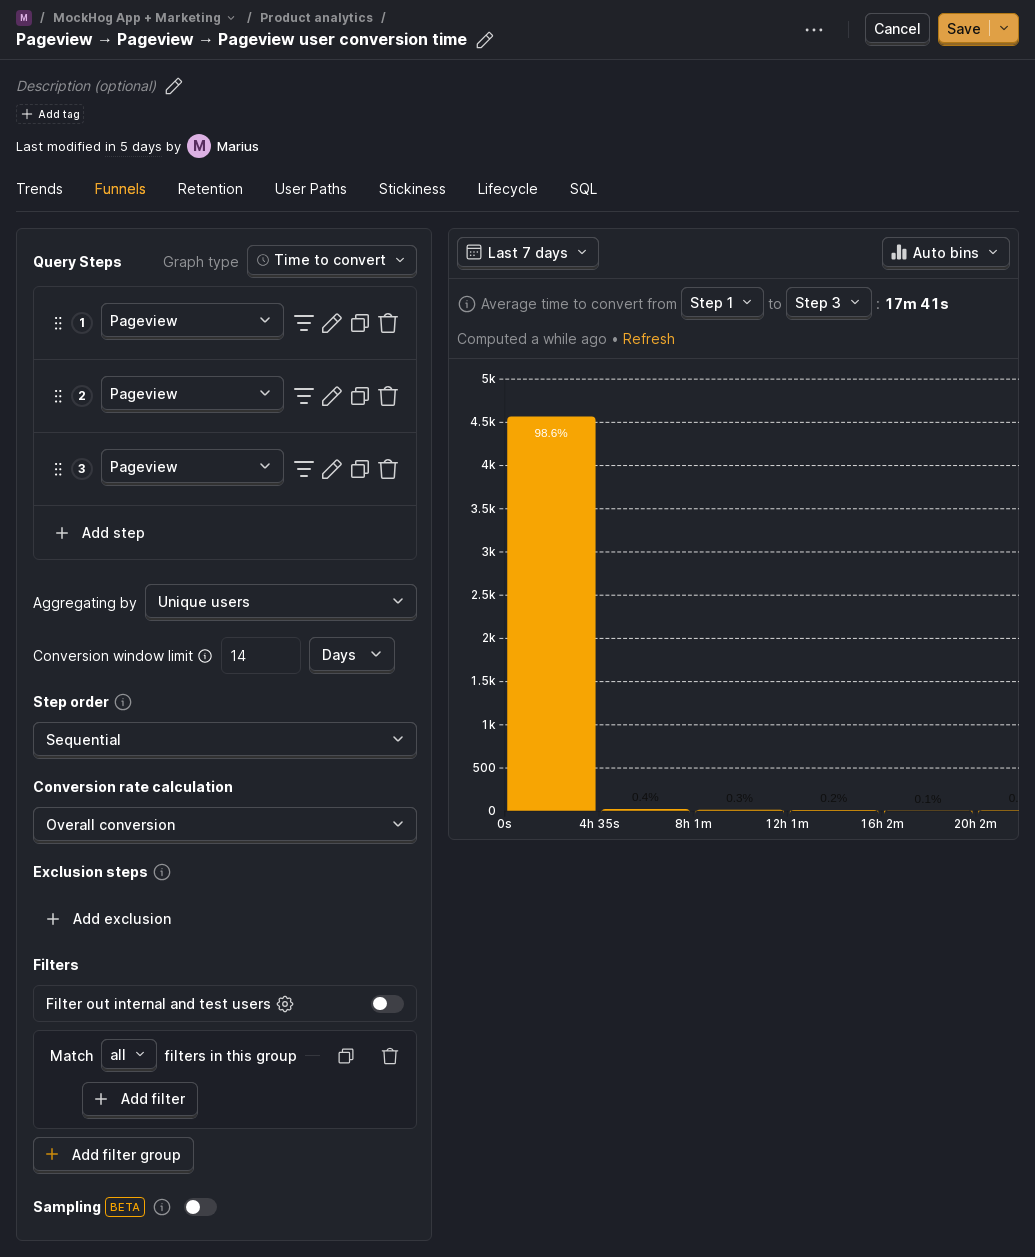 M / MockHog App + Marketing / Product analytics /
Pageview → Pageview → Pageview user conversion time
Cancel
Save
Description (optional)
Add tag
Last modified in 5 days by M Marius
Trends Funnels Retention User Paths Stickiness Lifecycle SQL
Query Steps Graph type Time to convert
1 Pageview
2 Pageview
3 Pageview
Add step
Aggregating by Unique users
Conversion window limit 14 Days
Step order
Sequential
Conversion rate calculation
Overall conversion
Exclusion steps
Add exclusion
Filters
Filter out internal and test users
Match all filters in this group
Add filter
Add filter group
Sampling BETA
Last 7 days Auto bins
Average time to convert from Step 1 to Step 3 : 17m 41s
Computed a while ago • Refresh
5k
4.5k
98.6%
4k
3.5k
3k
2.5k
2k
1.5k
1k
500
0.4% 0.3% 0.2% 0.1% 0.
0
0s 4h 35s 8h 1m 12h 1m 16h 2m 20h 2m